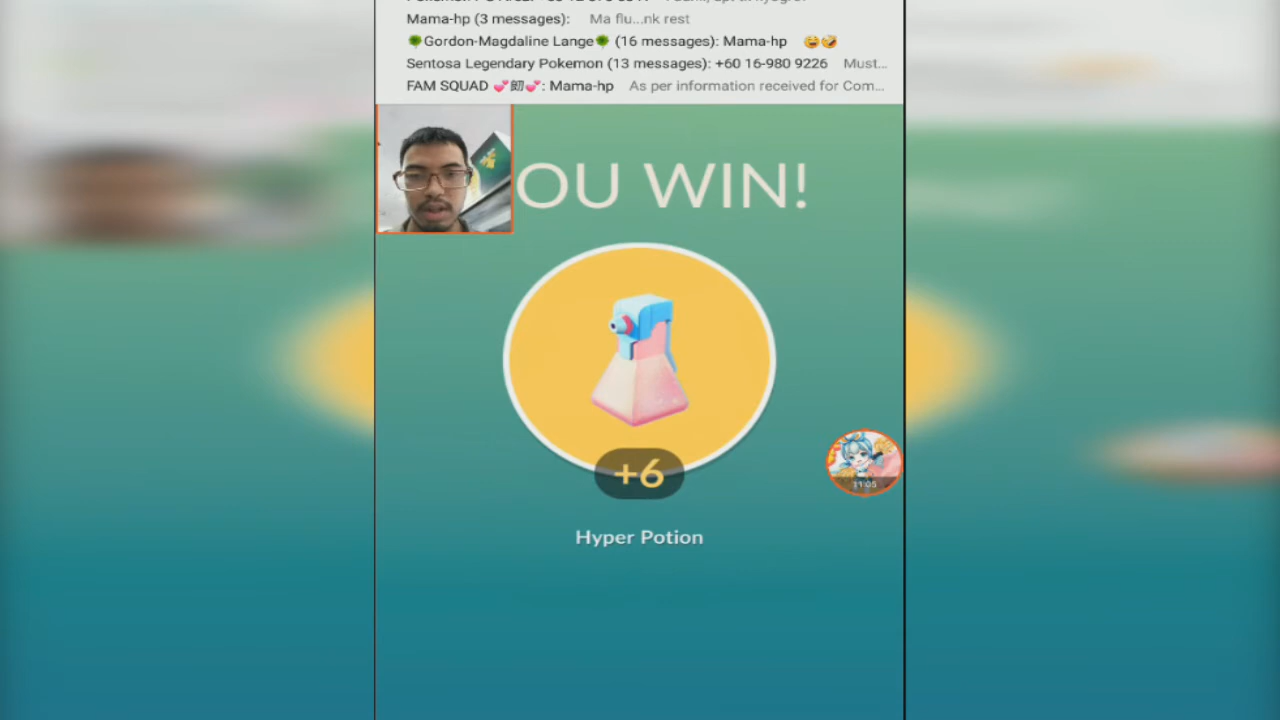 Mama-hp (3 messages): Ma flu...nk rest
🌳Gordon-Magdaline Lange🌳 (16 messages): Mama-hp 😄🤣
Sentosa Legendary Pokemon (13 messages): +60 16-980 9226 Must...
FAM SQUAD 💞👪💞: Mama-hp As per information received for Com...
OU WIN!
+6
11:05
Hyper Potion